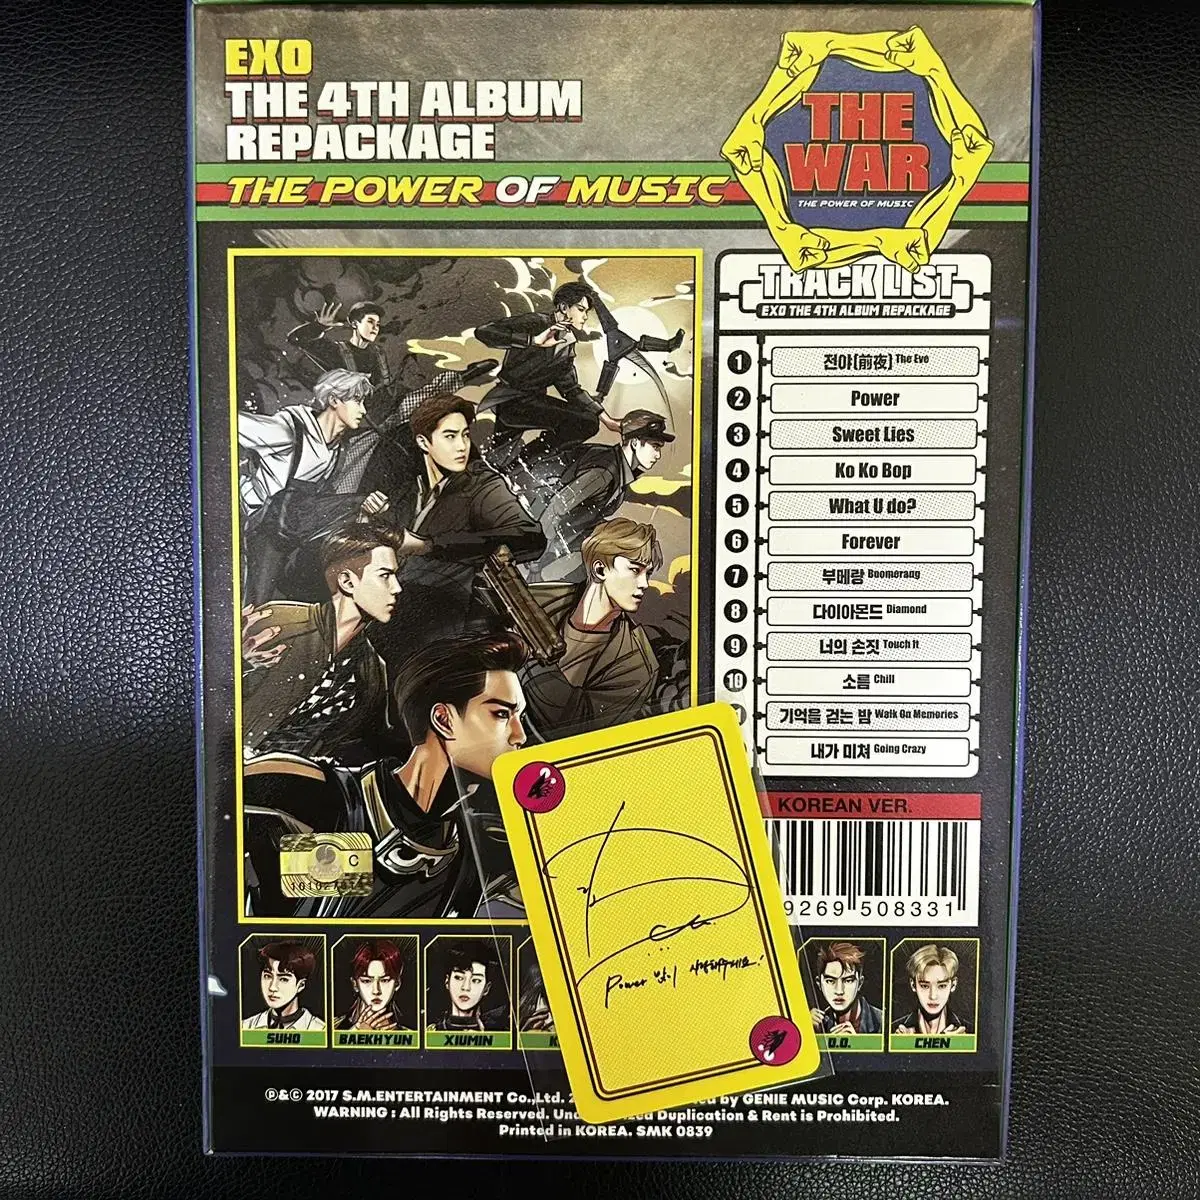 EXO
THE 4TH ALBUM
REPACKAGE
THE POWER OF MUSIC
THE
WAR
THE POWER OF MUSIC
TRACK LIST
EXO THE 4TH ALBUM REPACKAGE
1 전야(前夜) The Eve
2 Power
3 Sweet Lies
4 Ko Ko Bop
5 What U do?
6 Forever
7 부메랑 Boomerang
8 다이아몬드 Diamond
9 너의 손짓 Touch It
10 소름 Chill
기억을 걷는 밤 Walk On Memories
내가 미쳐 Going Crazy
KOREAN VER.
9269 508331
C
Power 많이 사랑해주세요!
SUHO
BAEKHYUN
XIUMIN
K
D.O.
CHEN
℗&© 2017 S.M.ENTERTAINMENT Co.,Ltd. by GENIE MUSIC Corp. KOREA.
WARNING : All Rights Reserved. Duplication & Rent is Prohibited.
Printed in KOREA. SMK 0839